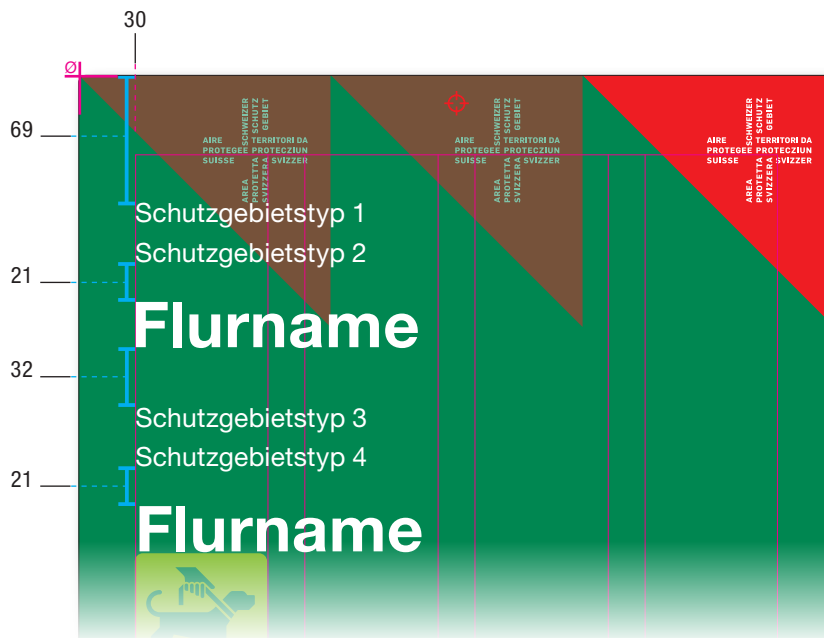 30
Ø
69
AIRE
PROTEGEE
SUISSE
SCHWEIZER
SCHUTZ
GEBIET
TERRITORI DA
PROTECZIUN
SVIZZER
AREA
PROTETTA
SVIZZERA
AIRE
PROTEGEE
SUISSE
SCHWEIZER
SCHUTZ
GEBIET
TERRITORI DA
PROTECZIUN
SVIZZER
AREA
PROTETTA
SVIZZERA
AIRE
PROTEGEE
SUISSE
SCHWEIZER
SCHUTZ
GEBIET
TERRITORI DA
PROTECZIUN
SVIZZER
AREA
PROTETTA
SVIZZERA
Schutzgebietstyp 1
Schutzgebietstyp 2
21
Flurname
32
Schutzgebietstyp 3
Schutzgebietstyp 4
21
Flurname